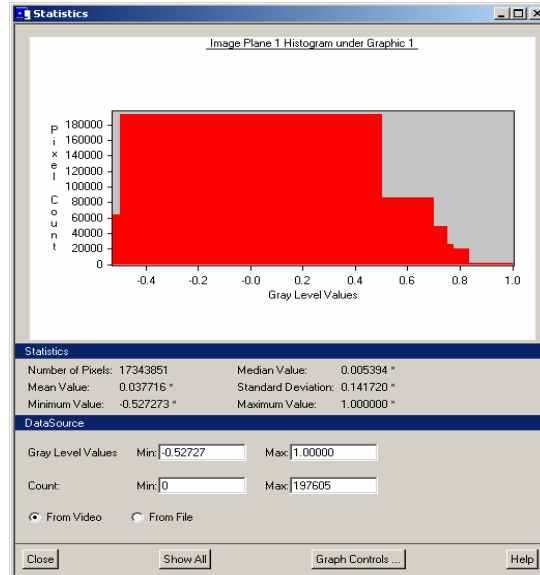 Statistics
Image Plane 1 Histogram under Graphic 1
Pixel Count
180000
160000
140000
120000
100000
80000
60000
40000
20000
0
-0.4 -0.2 -0.0 0.2 0.4 0.6 0.8 1.0
Gray Level Values
Statistics
Number of Pixels: 17343851 Median Value: 0.005394 *
Mean Value: 0.037716 * Standard Deviation: 0.141720 *
Minimum Value: -0.527273 * Maximum Value: 1.000000 *
DataSource
Gray Level Values Min: -0.52727 Max: 1.00000
Count: Min: 0 Max: 197605
From Video From File
Close Show All Graph Controls ... Help